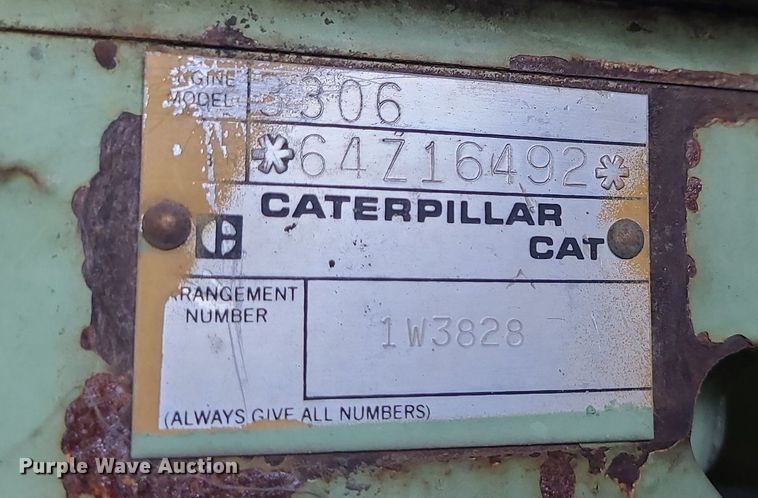 ENGINE MODEL 3306
*64Z16492*
CATERPILLAR
CAT
ARRANGEMENT
NUMBER
1W3828
(ALWAYS GIVE ALL NUMBERS)
Purple Wave Auction